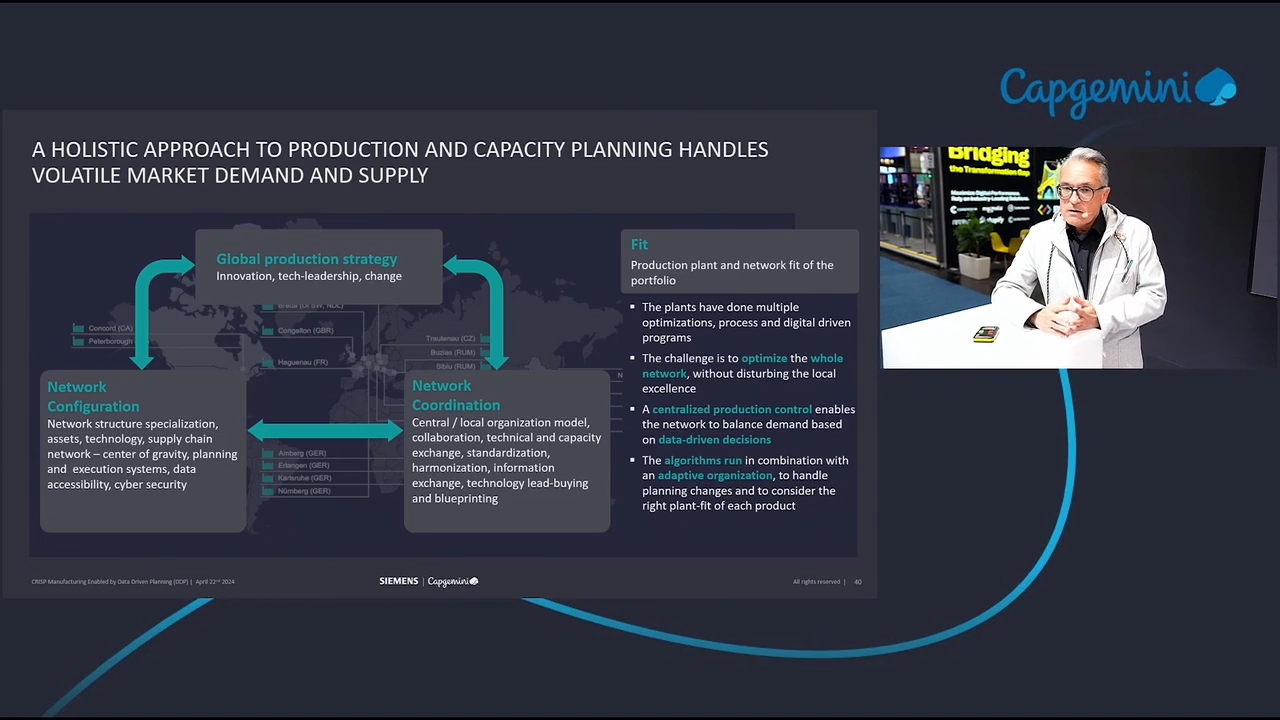 Capgemini
A HOLISTIC APPROACH TO PRODUCTION AND CAPACITY PLANNING HANDLES
VOLATILE MARKET DEMAND AND SUPPLY
Global production strategy
Innovation, tech-leadership, change
Concord (CA)
Peterborough
Congelton (GBR)
Haguenau (FR)
Trautenau (CZ)
Buzias (RUM)
Sibiu (RUM)
Network
Configuration
Network structure specialization,
assets, technology, supply chain
network – center of gravity, planning
and execution systems, data
accessibility, cyber security
Amberg (GER)
Erlangen (GER)
Karlsruhe (GER)
Nürnberg (GER)
Network
Coordination
Central / local organization model,
collaboration, technical and capacity
exchange, standardization,
harmonization, information
exchange, technology lead-buying
and blueprinting
Fit
Production plant and network fit of the
portfolio
▪ The plants have done multiple
optimizations, process and digital driven
programs
▪ The challenge is to optimize the whole
network, without disturbing the local
excellence
▪ A centralized production control enables
the network to balance demand based
on data-driven decisions
▪ The algorithms run in combination with
an adaptive organization, to handle
planning changes and to consider the
right plant-fit of each product
CRISP Manufacturing Enabled by Data Driven Planning (DDP) | April 22nd 2024
SIEMENS | Capgemini
All rights reserved | 40
Bridging
the Transformation Gap